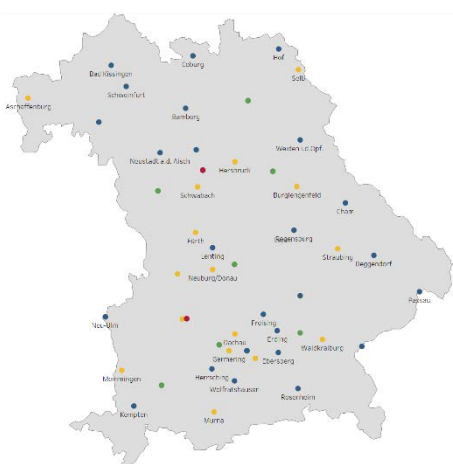 Coburg
Hof
Bad Kissingen
Selb
Schweinfurt
Aschaffenburg
Bamberg
Weiden i.d.Opf.
Neustadt a.d. Aisch
Hersbruck
Schwabach
Burglengenfeld
Cham
Fürth
Regensburg
Lenting
Straubing
Deggendorf
Neuburg/Donau
Passau
Neu-Ulm
Freising
Erding
Dachau
Waldkraiburg
Germering
Ebersberg
Memmingen
Herrsching
Wolfratshausen
Rosenheim
Kempten
Murna